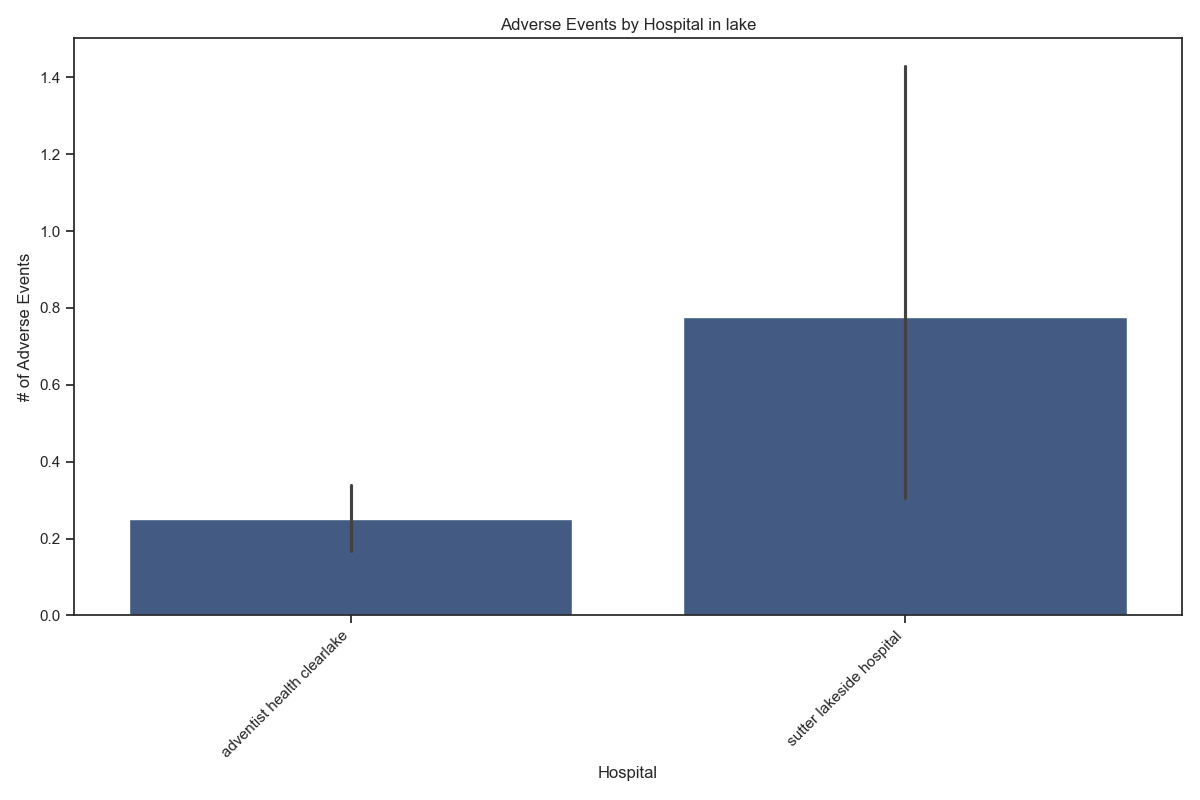 Adverse Events by Hospital in lake
# of Adverse Events
1.4
1.2
1.0
0.8
0.6
0.4
0.2
0.0
adventist health clearlake
sutter lakeside hospital
Hospital